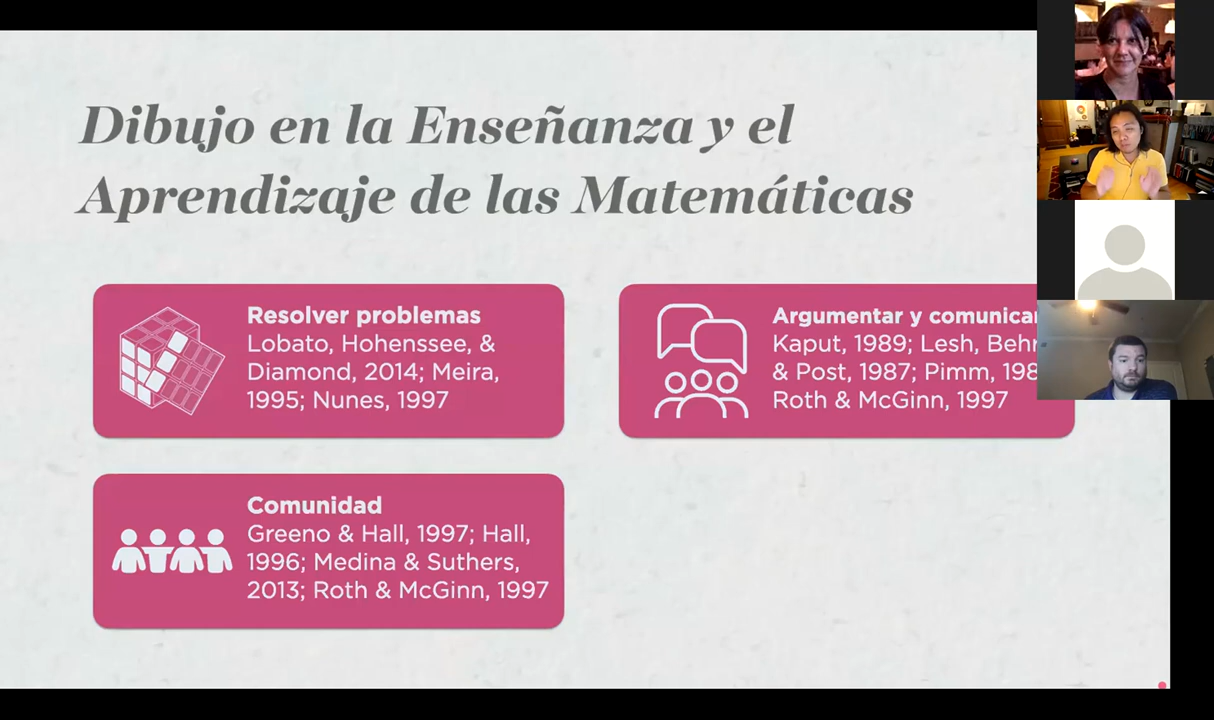 Dibujo en la Enseñanza y el
Aprendizaje de las Matemáticas
Resolver problemas
Lobato, Hohenssee, &
Diamond, 2014; Meira,
1995; Nunes, 1997
Argumentar y comunicar
Kaput, 1989; Lesh,
& Post, 1987; Pimm,
Roth & McGinn, 1997
Comunidad
Greeno & Hall, 1997; Hall,
1996; Medina & Suthers,
2013; Roth & McGinn, 1997